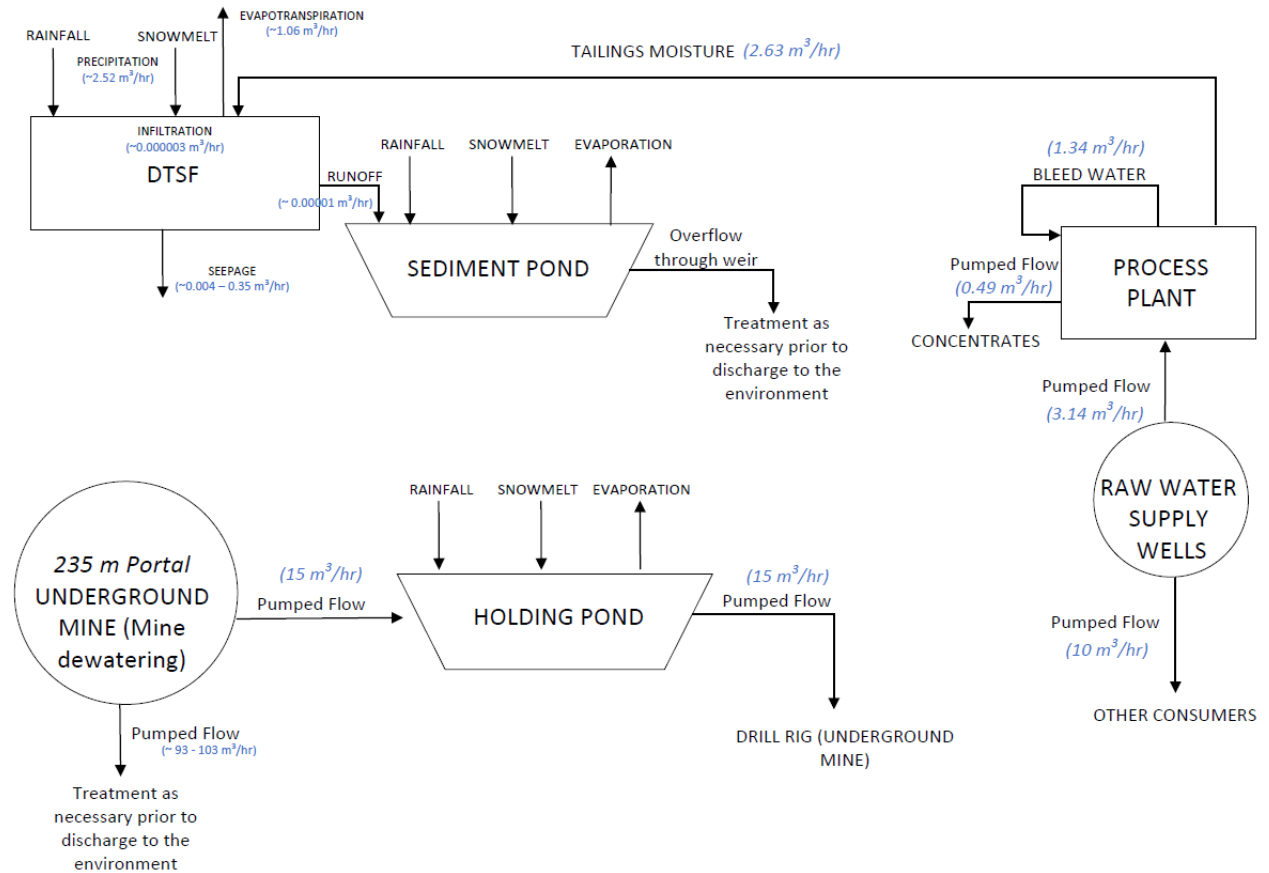 EVAPOTRANSPIRATION
(~1.06 m³/hr)
RAINFALL
SNOWMELT
PRECIPITATION
(~2.52 m³/hr)
TAILINGS MOISTURE (2.63 m³/hr)
INFILTRATION
(~0.000003 m³/hr)
DTSF
RUNOFF
(~ 0.00001 m³/hr)
SEEPAGE
(~0.004 – 0.35 m³/hr)
RAINFALL
SNOWMELT
EVAPORATION
SEDIMENT POND
Overflow
through weir
Treatment as
necessary prior to
discharge to the
environment
(1.34 m³/hr)
BLEED WATER
PROCESS
PLANT
Pumped Flow
(0.49 m³/hr)
CONCENTRATES
Pumped Flow
(3.14 m³/hr)
RAW WATER
SUPPLY
WELLS
Pumped Flow
(10 m³/hr)
OTHER CONSUMERS
235 m Portal
UNDERGROUND
MINE (Mine
dewatering)
(15 m³/hr)
Pumped Flow
RAINFALL
SNOWMELT
EVAPORATION
HOLDING POND
(15 m³/hr)
Pumped Flow
DRILL RIG (UNDERGROUND
MINE)
Pumped Flow
(~ 93 - 103 m³/hr)
Treatment as
necessary prior to
discharge to the
environment